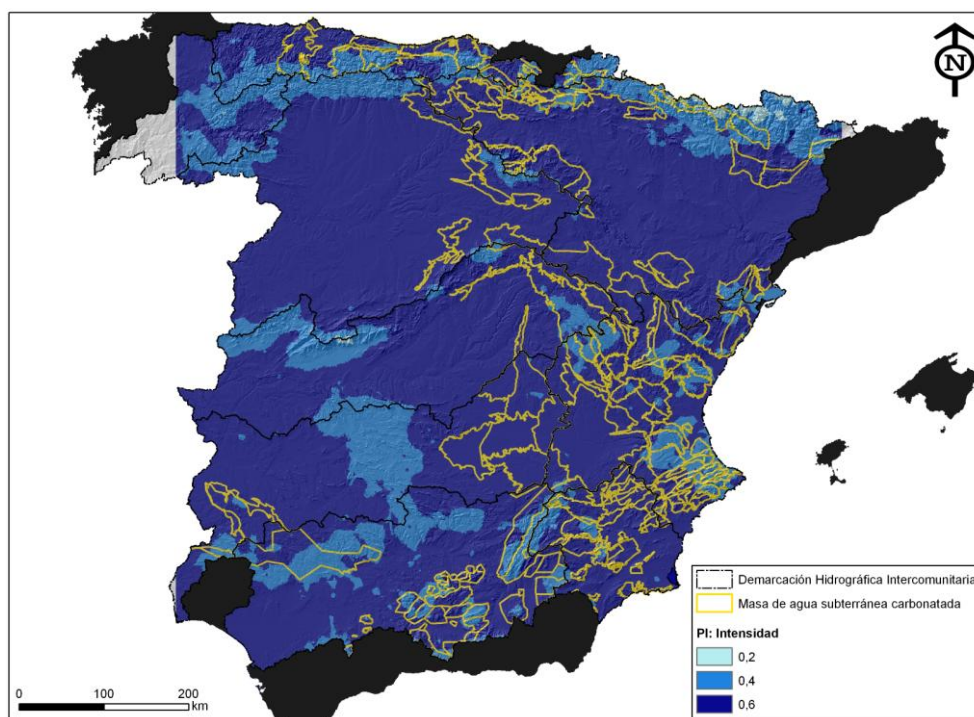 N
Demarcación Hidrográfica Intercomunitaria
Masa de agua subterránea carbonatada
PI: Intensidad
0,2
0,4
0,6
0 100 200
km